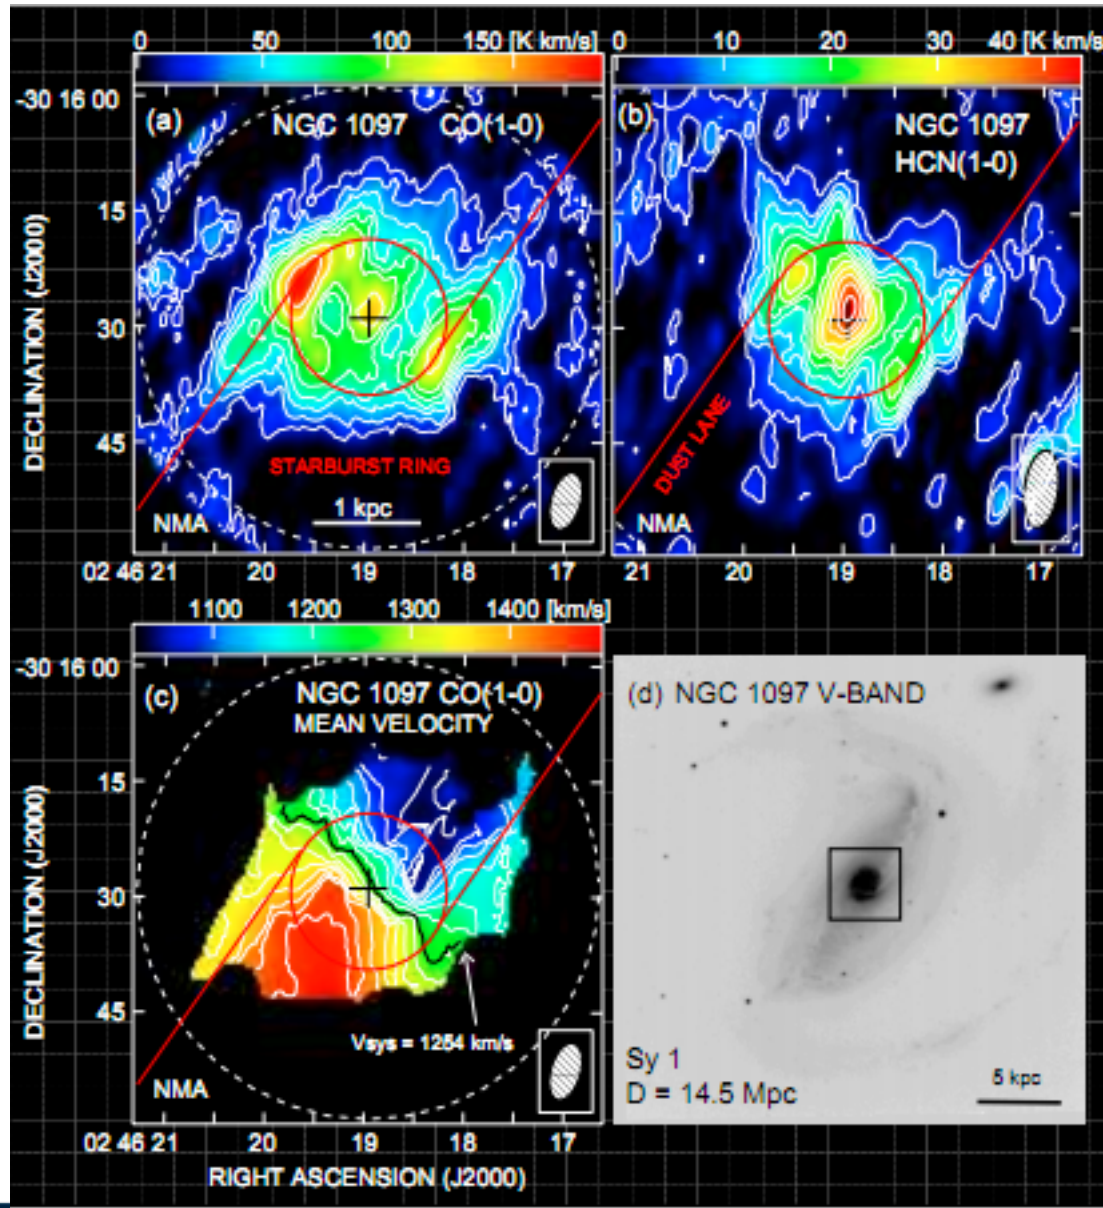 0 50 100 150 [K km/s]
0 10 20 30 40 [K km/s]
(a) NGC 1097 CO(1-0)
-30 16 00
15
30
45
DECLINATION (J2000)
STARBURST RING
1 kpc
NMA
02 46 21 20 19 18 17
(b) NGC 1097
HCN(1-0)
DUST LANE
NMA
21 20 19 18 17
1100 1200 1300 1400 [km/s]
(c) NGC 1097 CO(1-0)
MEAN VELOCITY
-30 16 00
15
30
45
DECLINATION (J2000)
Vsys = 1254 km/s
NMA
02 46 21 20 19 18 17
RIGHT ASCENSION (J2000)
(d) NGC 1097 V-BAND
Sy 1
D = 14.5 Mpc
5 kpc